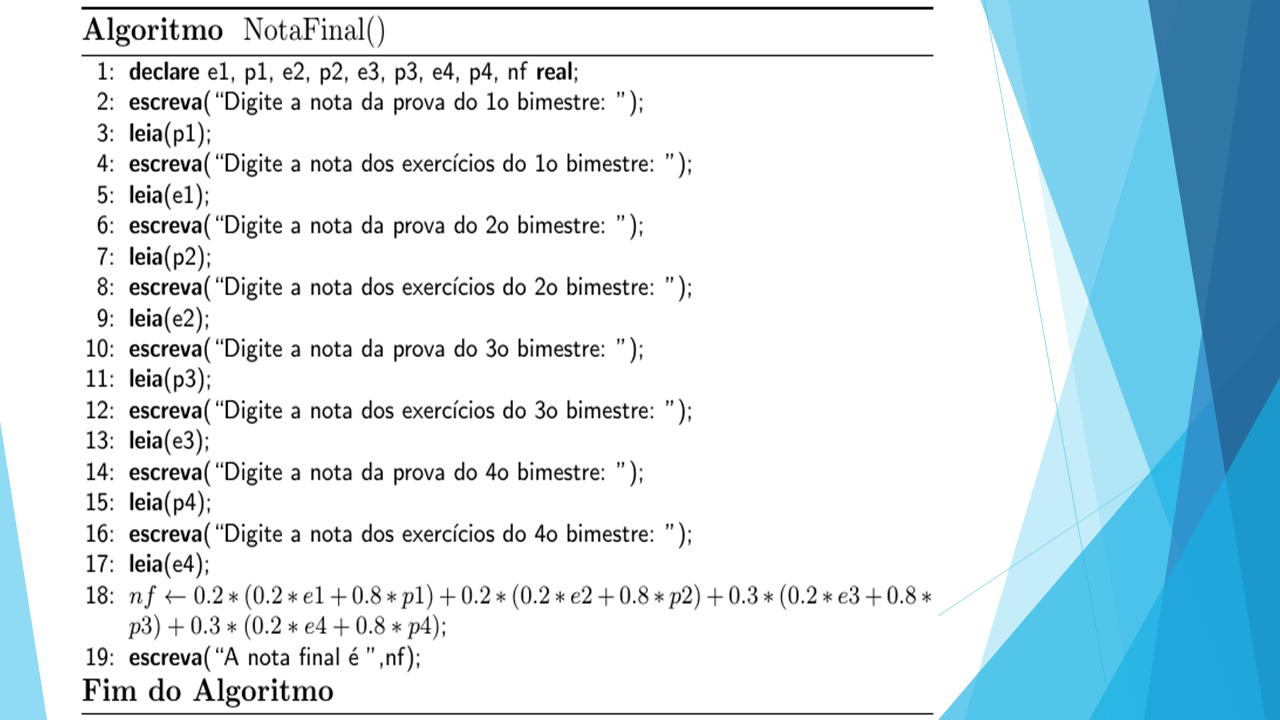 Algoritmo NotaFinal()
1: declare e1, p1, e2, p2, e3, p3, e4, p4, nf real;
2: escreva(“Digite a nota da prova do 1o bimestre: ”);
3: leia(p1);
4: escreva(“Digite a nota dos exercícios do 1o bimestre: ”);
5: leia(e1);
6: escreva(“Digite a nota da prova do 2o bimestre: ”);
7: leia(p2);
8: escreva(“Digite a nota dos exercícios do 2o bimestre: ”);
9: leia(e2);
10: escreva(“Digite a nota da prova do 3o bimestre: ”);
11: leia(p3);
12: escreva(“Digite a nota dos exercícios do 3o bimestre: ”);
13: leia(e3);
14: escreva(“Digite a nota da prova do 4o bimestre: ”);
15: leia(p4);
16: escreva(“Digite a nota dos exercícios do 4o bimestre: ”);
17: leia(e4);
18: nf ← 0.2 ∗ (0.2 ∗ e1 + 0.8 ∗ p1) + 0.2 ∗ (0.2 ∗ e2 + 0.8 ∗ p2) + 0.3 ∗ (0.2 ∗ e3 + 0.8 ∗
p3) + 0.3 ∗ (0.2 ∗ e4 + 0.8 ∗ p4);
19: escreva(“A nota final é ”,nf);
Fim do Algoritmo